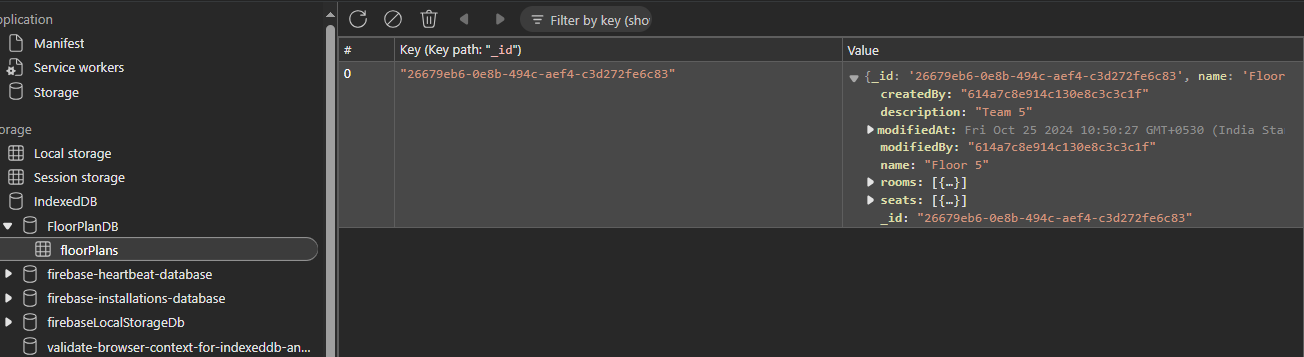 pplication
Manifest
Service workers
Storage
orage
Local storage
Session storage
IndexedDB
FloorPlanDB
floorPlans
firebase-heartbeat-database
firebase-installations-database
firebaseLocalStorageDb
validate-browser-context-for-indexeddb-an...
Filter by key (sho
# Key (Key path: "_id") Value
0 "26679eb6-0e8b-494c-aef4-c3d272fe6c83" {_id: '26679eb6-0e8b-494c-aef4-c3d272fe6c83', name: 'Floor
createdBy: "614a7c8e914c130e8c3c3c1f"
description: "Team 5"
modifiedAt: Fri Oct 25 2024 10:50:27 GMT+0530 (India Sta
modifiedBy: "614a7c8e914c130e8c3c3c1f"
name: "Floor 5"
rooms: [{…}]
seats: [{…}]
_id: "26679eb6-0e8b-494c-aef4-c3d272fe6c83"